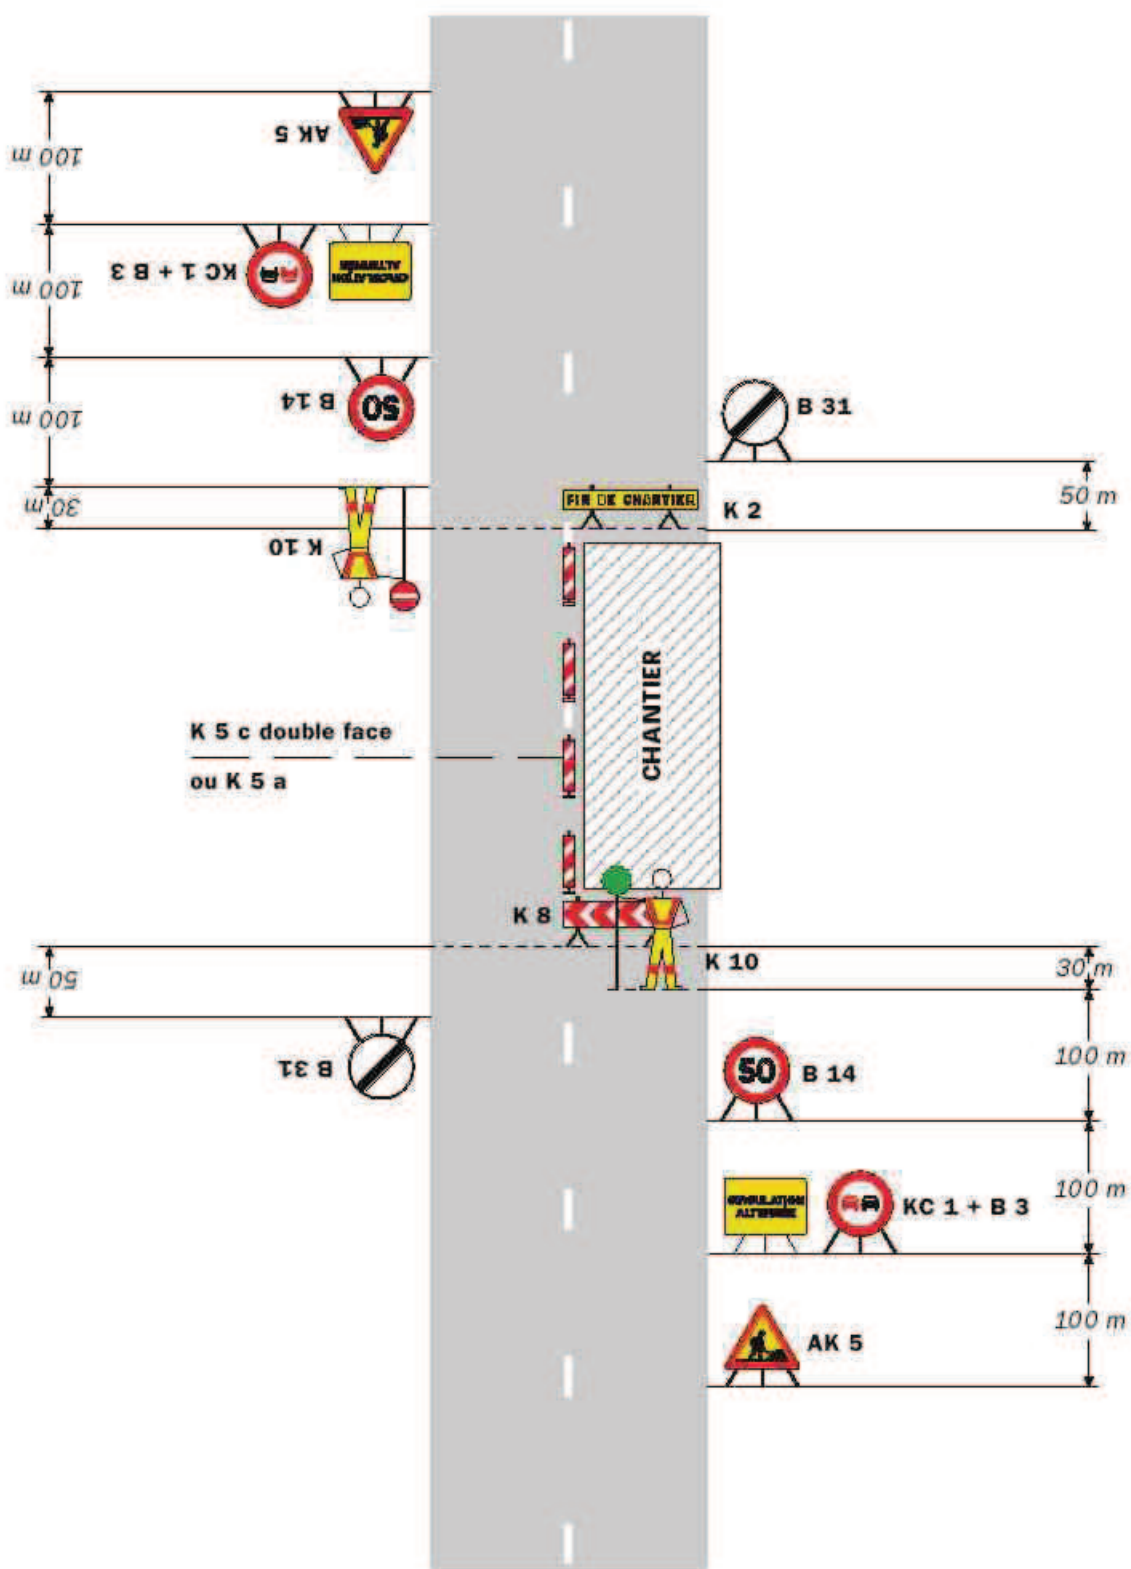 AK 5
100 m
KC 1 + B 3
CIRCULATION
ALTERNÉE
100 m
B 14
50
100 m
B 31
50 m
30 m
FIN DE CHANTIER
K 2
K 10
CHANTIER
K 5 c double face
ou K 5 a
K 8
K 10
30 m
50 m
B 31
50
B 14
100 m
CIRCULATION
ALTERNÉE
KC 1 + B 3
100 m
AK 5
100 m